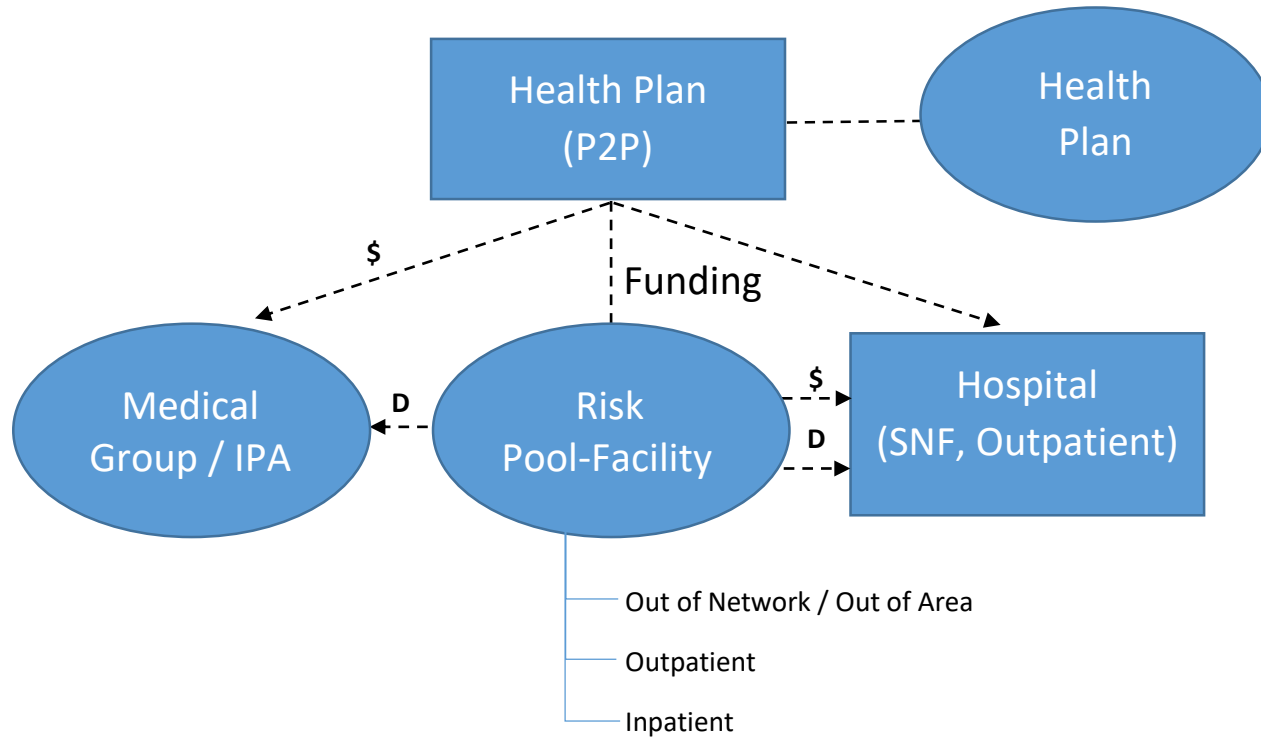 Health Plan
(P2P)
Health
Plan
$
Funding
Medical
Group / IPA
D
Risk
Pool-Facility
$
D
Hospital
(SNF, Outpatient)
Out of Network / Out of Area
Outpatient
Inpatient